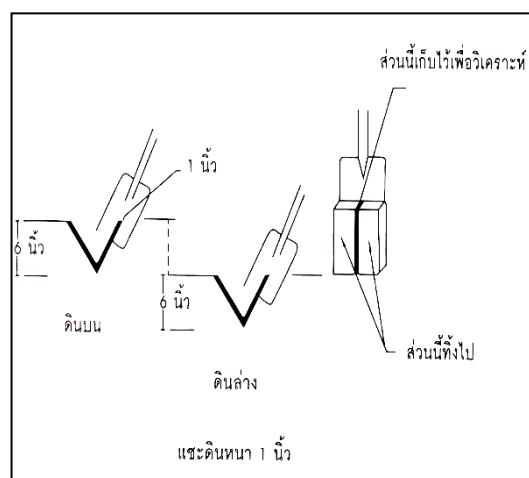 ส่วนนี้เก็บไว้เพื่อวิเคราะห์
1 นิ้ว
6 นิ้ว
6 นิ้ว
ดินบน
ส่วนนี้ทิ้งไป
ดินล่าง
แซะดินหนา 1 นิ้ว